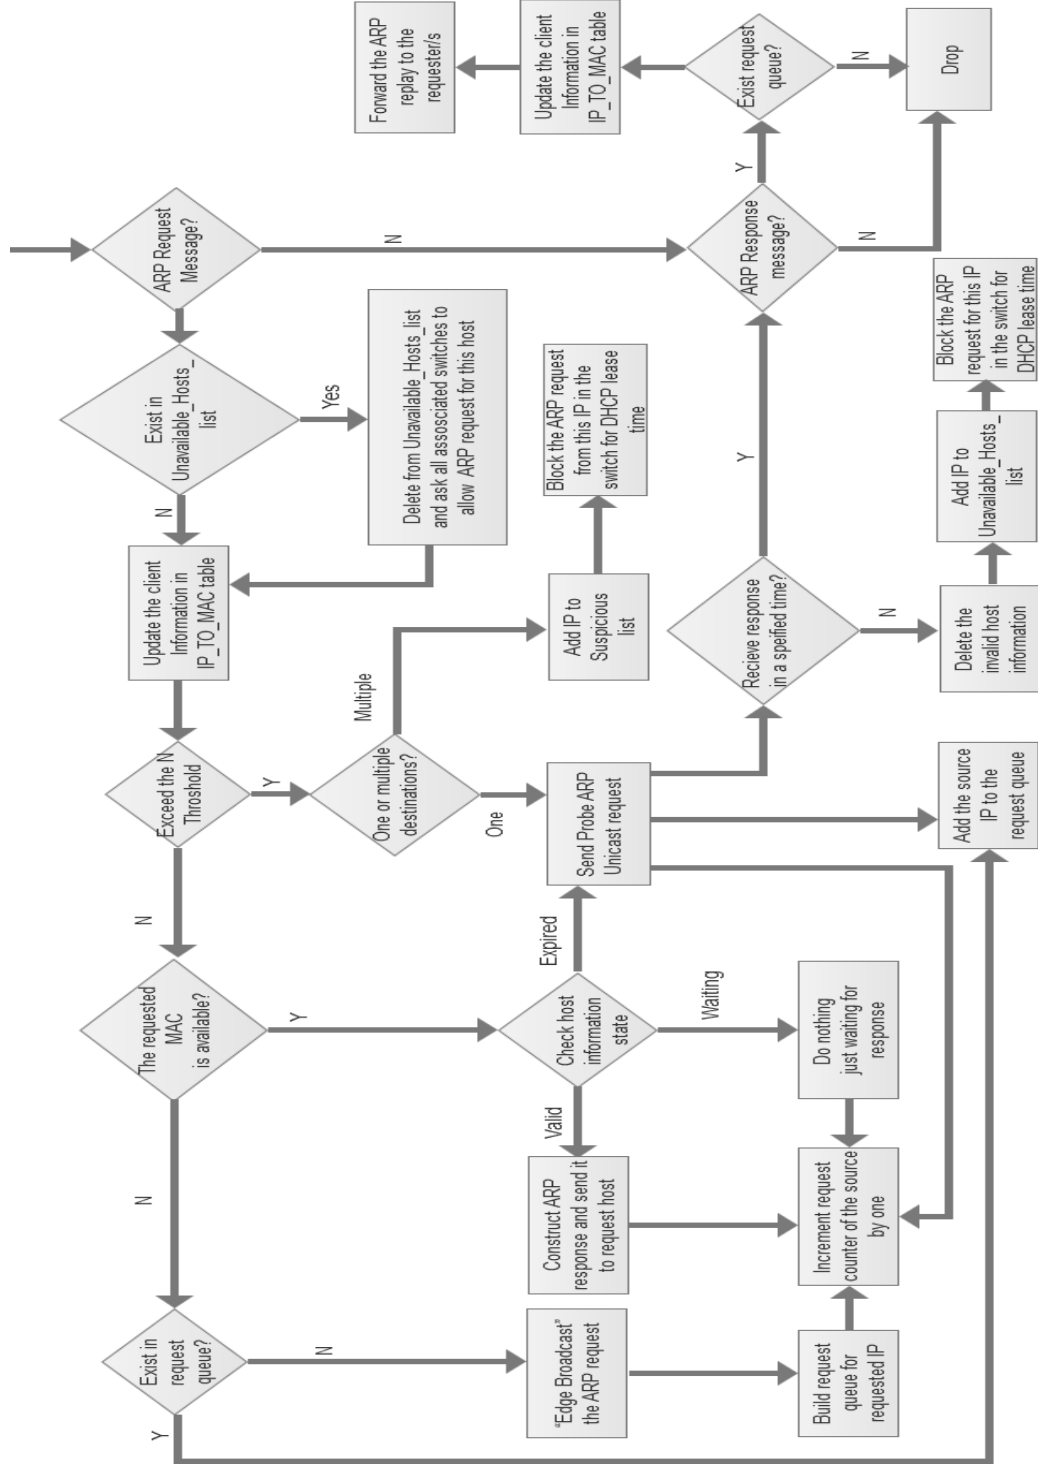 ARP Request
Message?
N
Exist in
Unavailable_Hosts_
list
Yes
Delete from Unavailable_Hosts_list
and ask all assosciated switches to
allow ARP request for this host
N
Update the client
Information in
IP_TO_MAC table
Exceed the N
Throshold
Y
One or multiple
destinations?
Multiple
Add IP to
Suspicious
list
Block the ARP request
from this IP in the
switch for DHCP lease
time
One
Send Probe ARP
Unicast request
N
The requested
MAC
is available?
Y
Check host
information
state
Expired
Waiting
Do nothing
just waiting for
response
Valid
Construct ARP
response and send it
to request host
Increment request
counter of the source
by one
N
Exist in
request
queue?
N
"Edge Broadcast"
the ARP request
Build request
queue for
requested IP
Y
Add the source
IP to the
request queue
Recieve response
in a spefified time?
Y
N
Delete the
invalid host
information
Add IP to
Unavailable_Hosts_
list
Block the ARP
request for this IP
in the switch for
DHCP lease time
ARP Response
message?
Y
N
Exist request
queue?
N
Drop
Update the client
Information in
IP_TO_MAC table
Forward the ARP
replay to the
requester/s